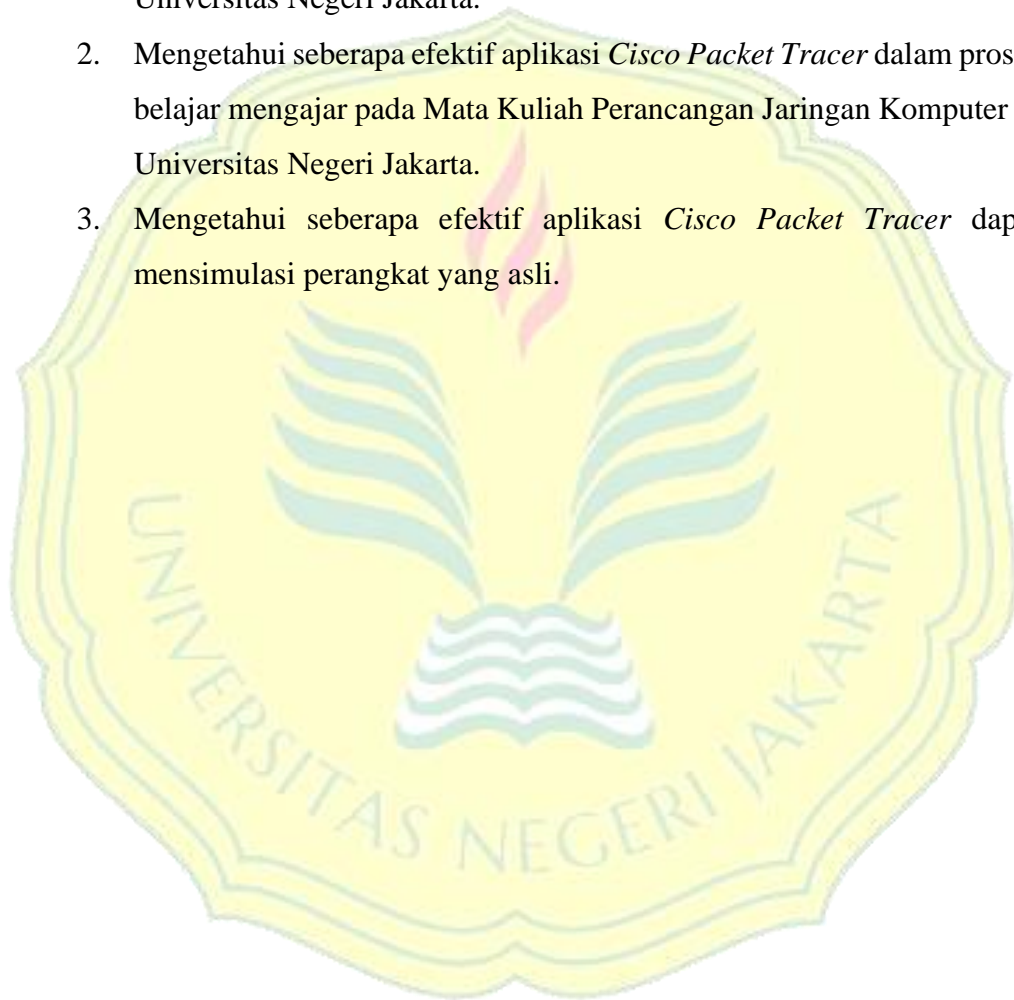 Universitas Negeri Jakarta.
2. Mengetahui seberapa efektif aplikasi Cisco Packet Tracer dalam pros
belajar mengajar pada Mata Kuliah Perancangan Jaringan Komputer
Universitas Negeri Jakarta.
3. Mengetahui seberapa efektif aplikasi Cisco Packet Tracer dap
mensimulasi perangkat yang asli.
UNIVERSITAS NEGERI JAKARTA